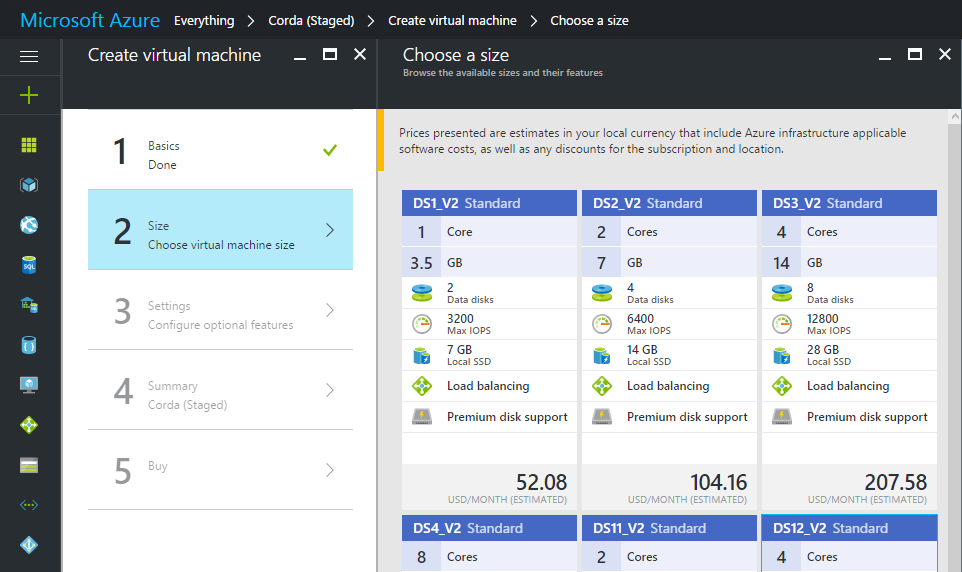 Microsoft Azure Everything Corda (Staged) Create virtual machine Choose a size
Create virtual machine
Choose a size
Browse the available sizes and their features
1 Basics
Done
2 Size
Choose virtual machine size
3 Settings
Configure optional features
4 Summary
Corda (Staged)
5 Buy
Prices presented are estimates in your local currency that include Azure infrastructure applicable
software costs, as well as any discounts for the subscription and location.
DS1_V2 Standard
1 Core
3.5 GB
2
Data disks
3200
Max IOPS
7 GB
Local SSD
Load balancing
Premium disk support
52.08
USD/MONTH (ESTIMATED)
DS2_V2 Standard
2 Cores
7 GB
4
Data disks
6400
Max IOPS
14 GB
Local SSD
Load balancing
Premium disk support
104.16
USD/MONTH (ESTIMATED)
DS3_V2 Standard
4 Cores
14 GB
8
Data disks
12800
Max IOPS
28 GB
Local SSD
Load balancing
Premium disk support
207.58
USD/MONTH (ESTIMATED)
DS4_V2 Standard
8 Cores
DS11_V2 Standard
2 Cores
DS12_V2 Standard
4 Cores
SQL